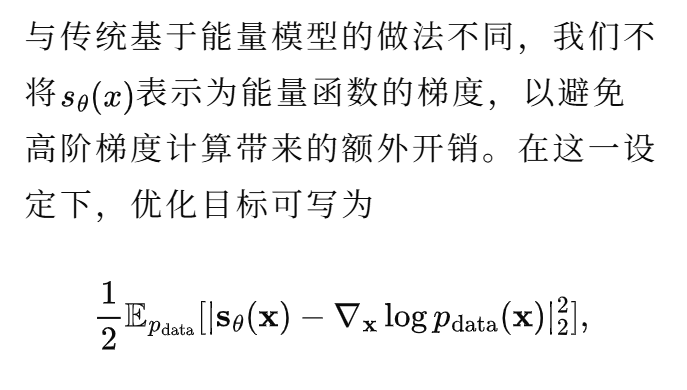 与传统基于能量模型的做法不同，我们不
将$s_\theta(x)$表示为能量函数的梯度，以避免
高阶梯度计算带来的额外开销。在这一设
定下，优化目标可写为
$\frac{1}{2}\mathbb{E}_{p_{\text{data}}}[|\mathbf{s}_\theta(\mathbf{x}) - \nabla_{\mathbf{x}} \log p_{\text{data}}(\mathbf{x})|_2^2],$